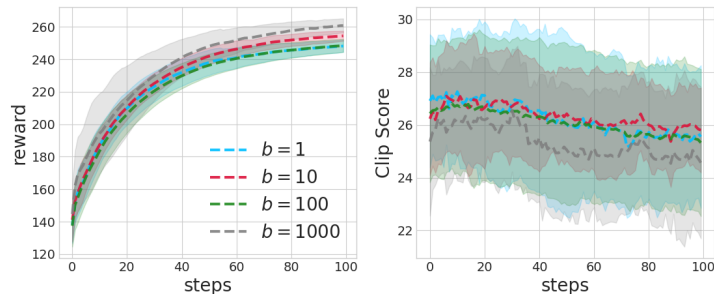 260
240
220
200
180
160
140
120
reward
0 20 40 60 80 100
steps
b = 1
b = 10
b = 100
b = 1000
30
28
26
24
22
Clip Score
0 20 40 60 80 100
steps